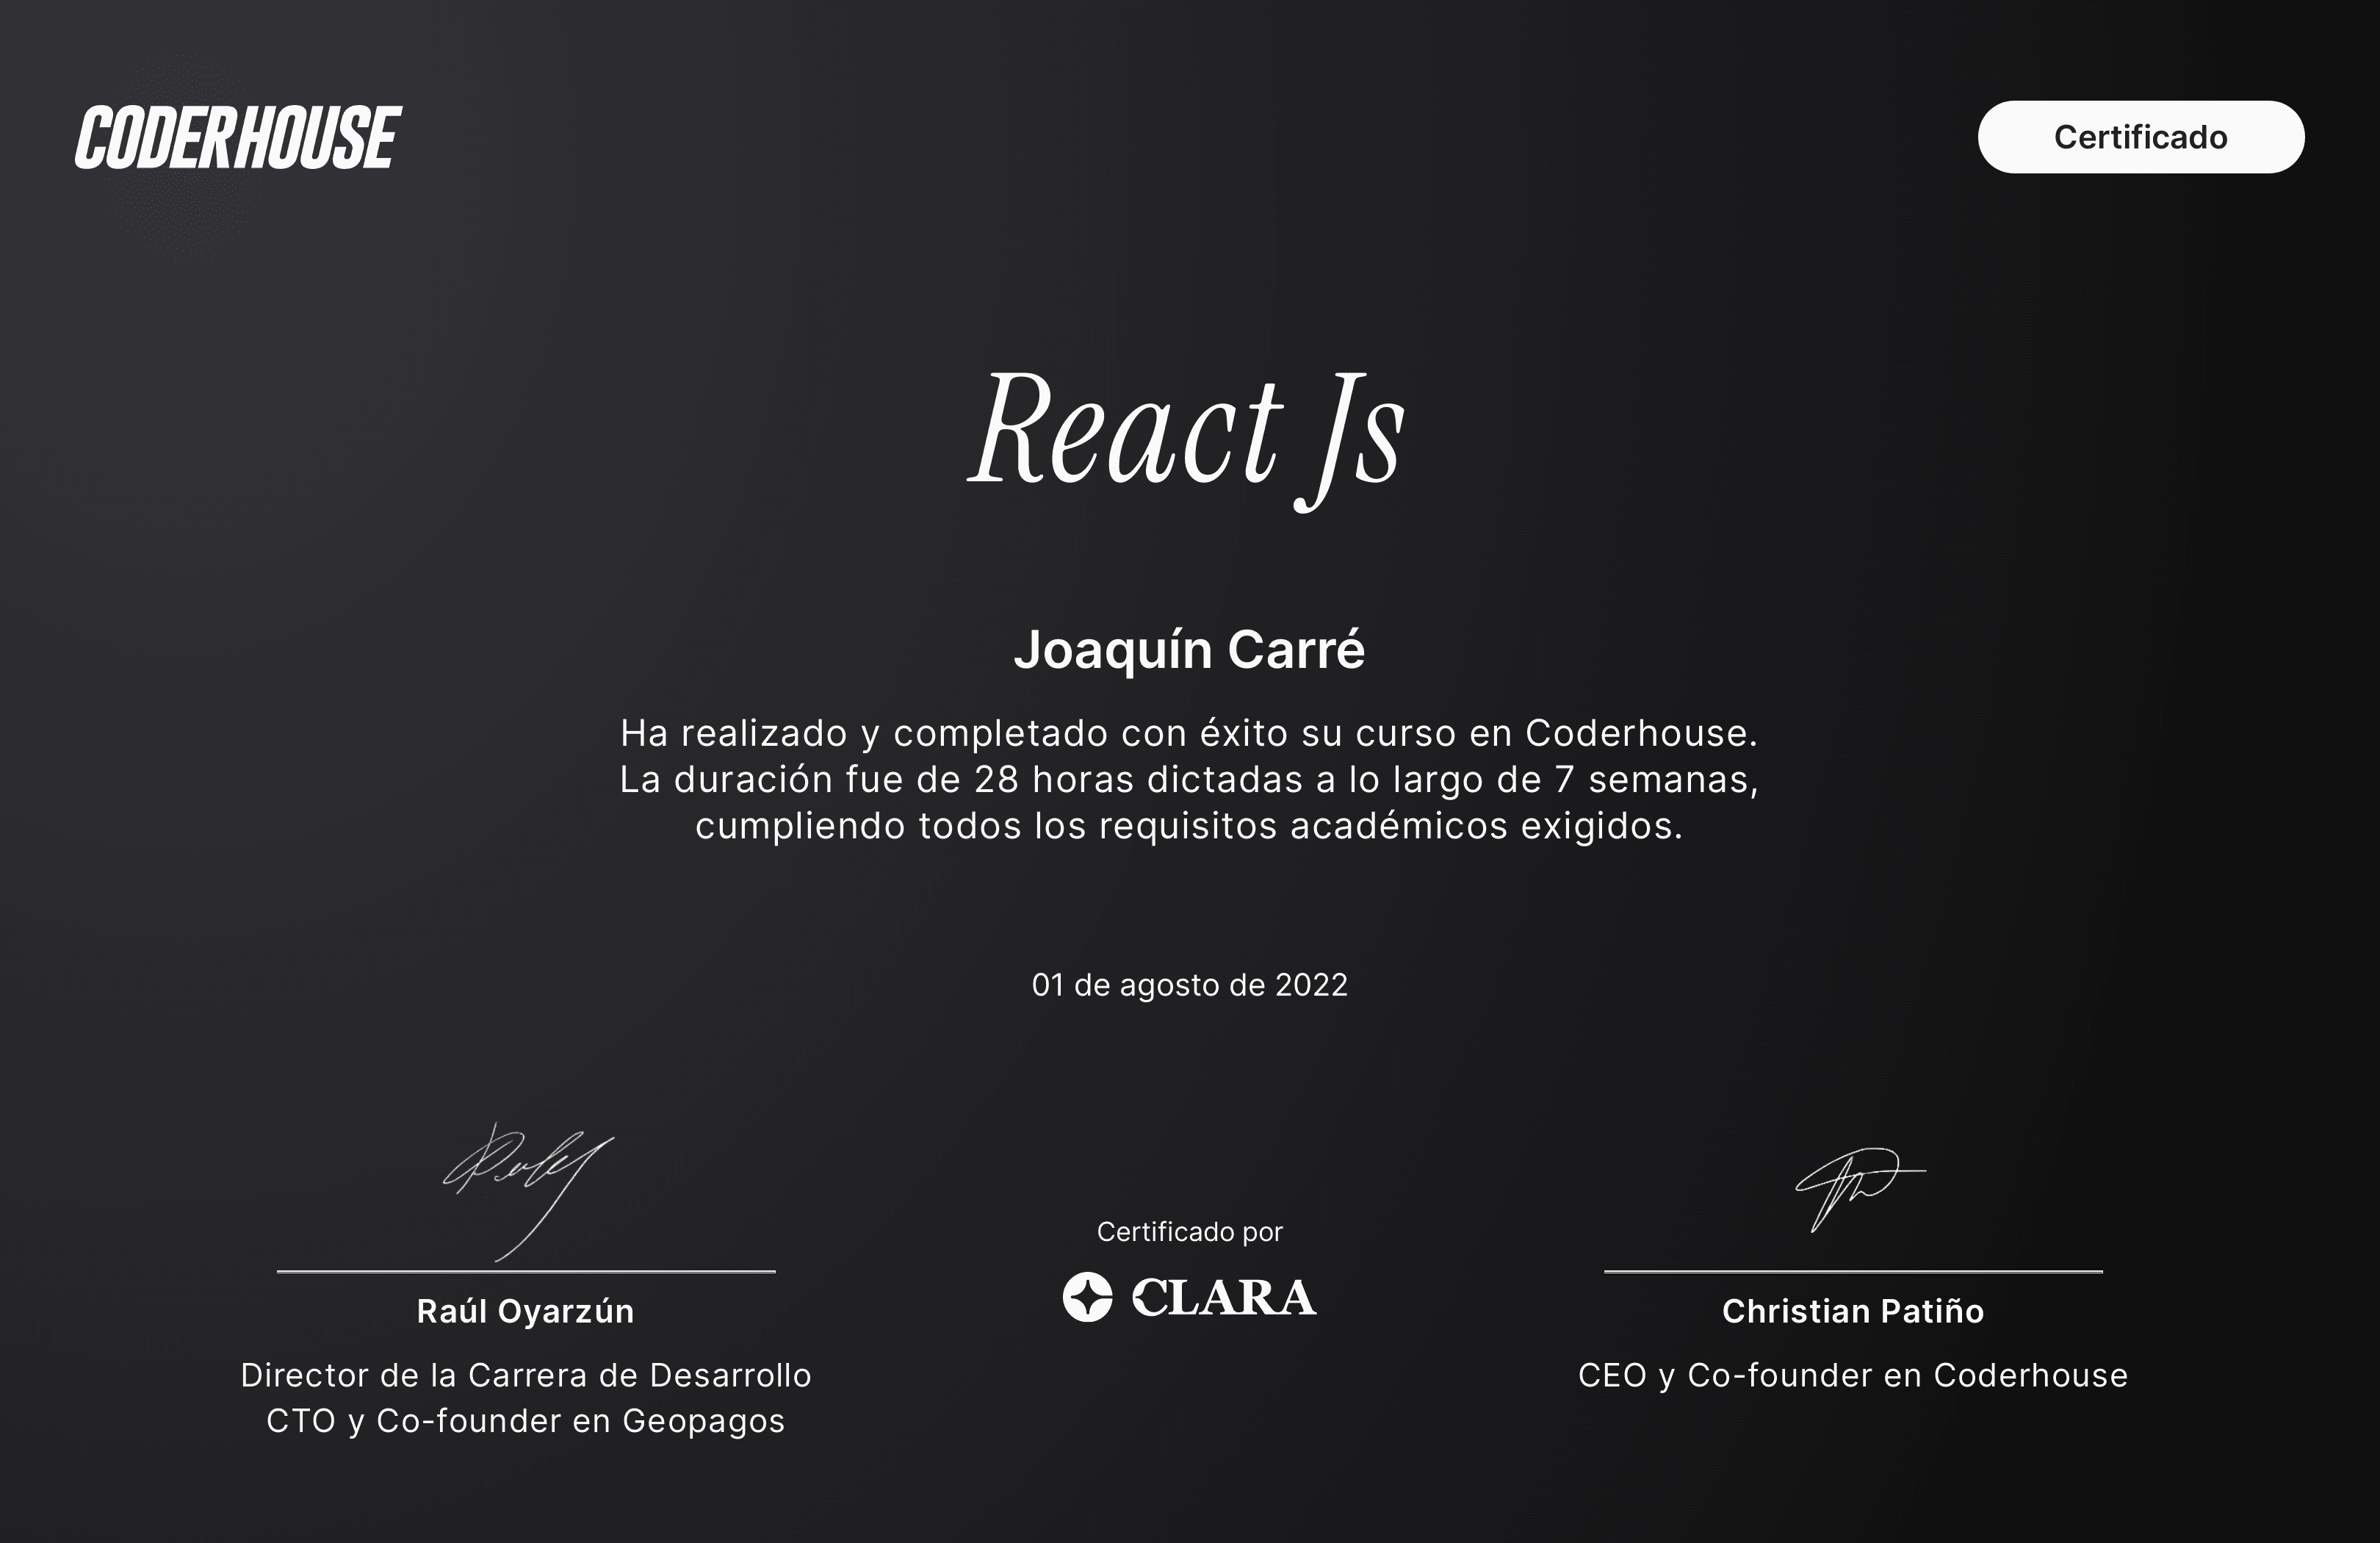 CODERHOUSE
Certificado
React Js
Joaquín Carré
Ha realizado y completado con éxito su curso en Coderhouse.
La duración fue de 28 horas dictadas a lo largo de 7 semanas,
cumpliendo todos los requisitos académicos exigidos.
01 de agosto de 2022
Certificado por
CLARA
Raúl Oyarzún
Director de la Carrera de Desarrollo
CTO y Co-founder en Geopagos
Christian Patiño
CEO y Co-founder en Coderhouse